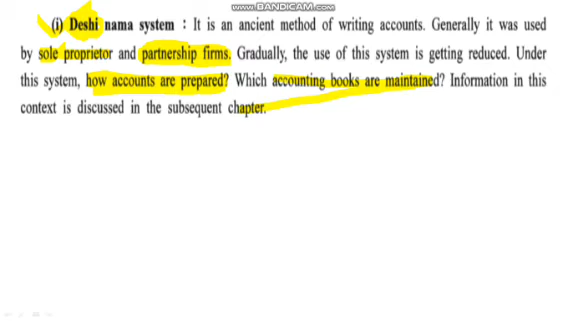 www.BANDICAM.com
(i) Deshi nama system : It is an ancient method of writing accounts. Generally it was used
by sole proprietor and partnership firms. Gradually, the use of this system is getting reduced. Under
this system, how accounts are prepared? Which accounting books are maintained? Information in this
context is discussed in the subsequent chapter.